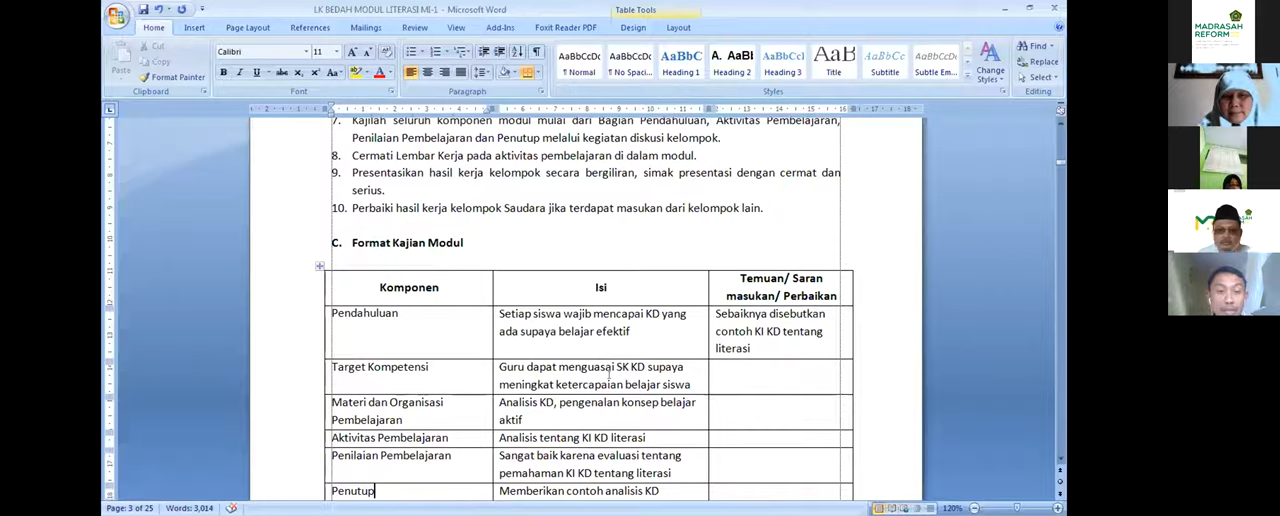 LK BEDAH MODUL LITERASI MI-1 - Microsoft Word
Table Tools
Home Insert Page Layout References Mailings Review View Add-Ins Foxit Reader PDF Design Layout
Cut
Copy
Format Painter
Paste
Clipboard
Calibri 11
Font
Paragraph
AaBbCcDc AaBbCcDc AaBbC A. AaBl AaBbCcl AaB AaBbCc AaBbCcDc
¶ Normal ¶ No Spaci... Heading 1 Heading 2 Heading 3 Title Subtitle Subtle Em...
Styles
Change Styles
Find
Replace
Select
Editing
7. Kajilah seluruh komponen modul mulai dari Bagian Pendahuluan, Aktivitas Pembelajaran,
Penilaian Pembelajaran dan Penutup melalui kegiatan diskusi kelompok.
8. Cermati Lembar Kerja pada aktivitas pembelajaran di dalam modul.
9. Presentasikan hasil kerja kelompok secara bergiliran, simak presentasi dengan cermat dan
serius.
10. Perbaiki hasil kerja kelompok Saudara jika terdapat masukan dari kelompok lain.
C. Format Kajian Modul
Komponen Isi Temuan/ Saran
masukan/ Perbaikan
Pendahuluan Setiap siswa wajib mencapai KD yang Sebaiknya disebutkan
ada supaya belajar efektif contoh KI KD tentang
literasi
Target Kompetensi Guru dapat menguasai SK KD supaya
meningkat ketercapaian belajar siswa
Materi dan Organisasi Analisis KD, pengenalan konsep belajar
Pembelajaran aktif
Aktivitas Pembelajaran Analisis tentang KI KD literasi
Penilaian Pembelajaran Sangat baik karena evaluasi tentang
pemahaman KI KD tentang literasi
Penutup Memberikan contoh analisis KD
Page: 3 of 25 Words: 3,014 120%
MADRASAH
REFORM